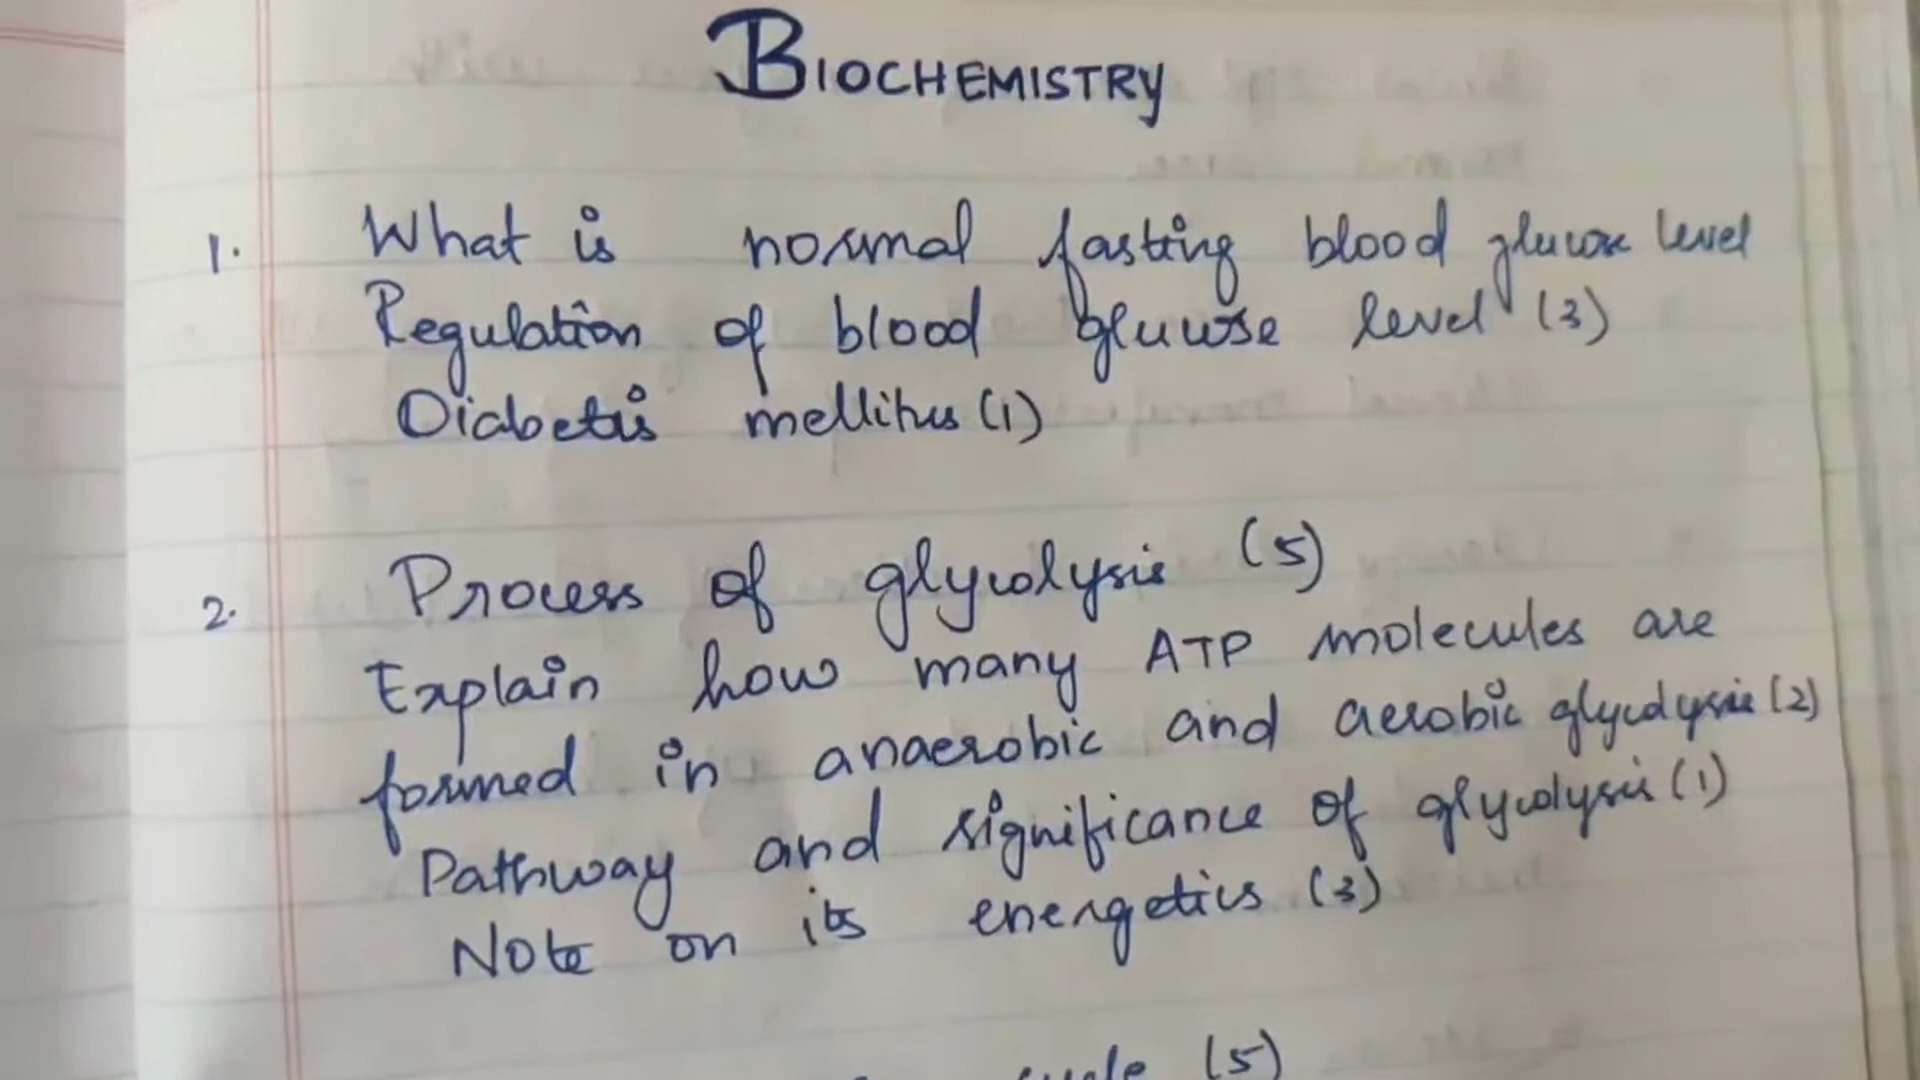 BIOCHEMISTRY
1. What is normal fasting blood glucose level
Regulation of blood glucose level (3)
Diabetis mellitus (1)
2. Process of glycolysis (5)
Explain how many ATP molecules are
formed in anaerobic and aerobic glycolysis (2)
Pathway and significance of glycolysis (1)
Note on its energetics (3)
cycle (5)